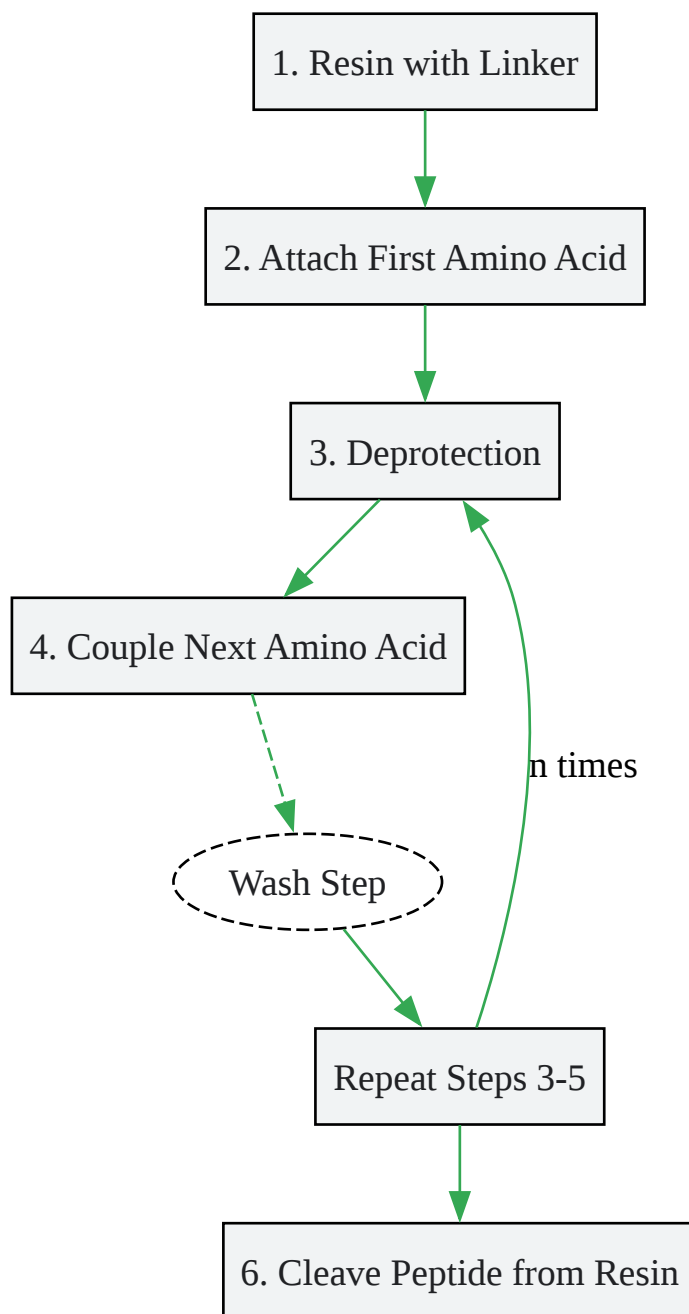 1. Resin with Linker
2. Attach First Amino Acid
3. Deprotection
4. Couple Next Amino Acid
n times
Wash Step
Repeat Steps 3-5
6. Cleave Peptide from Resin